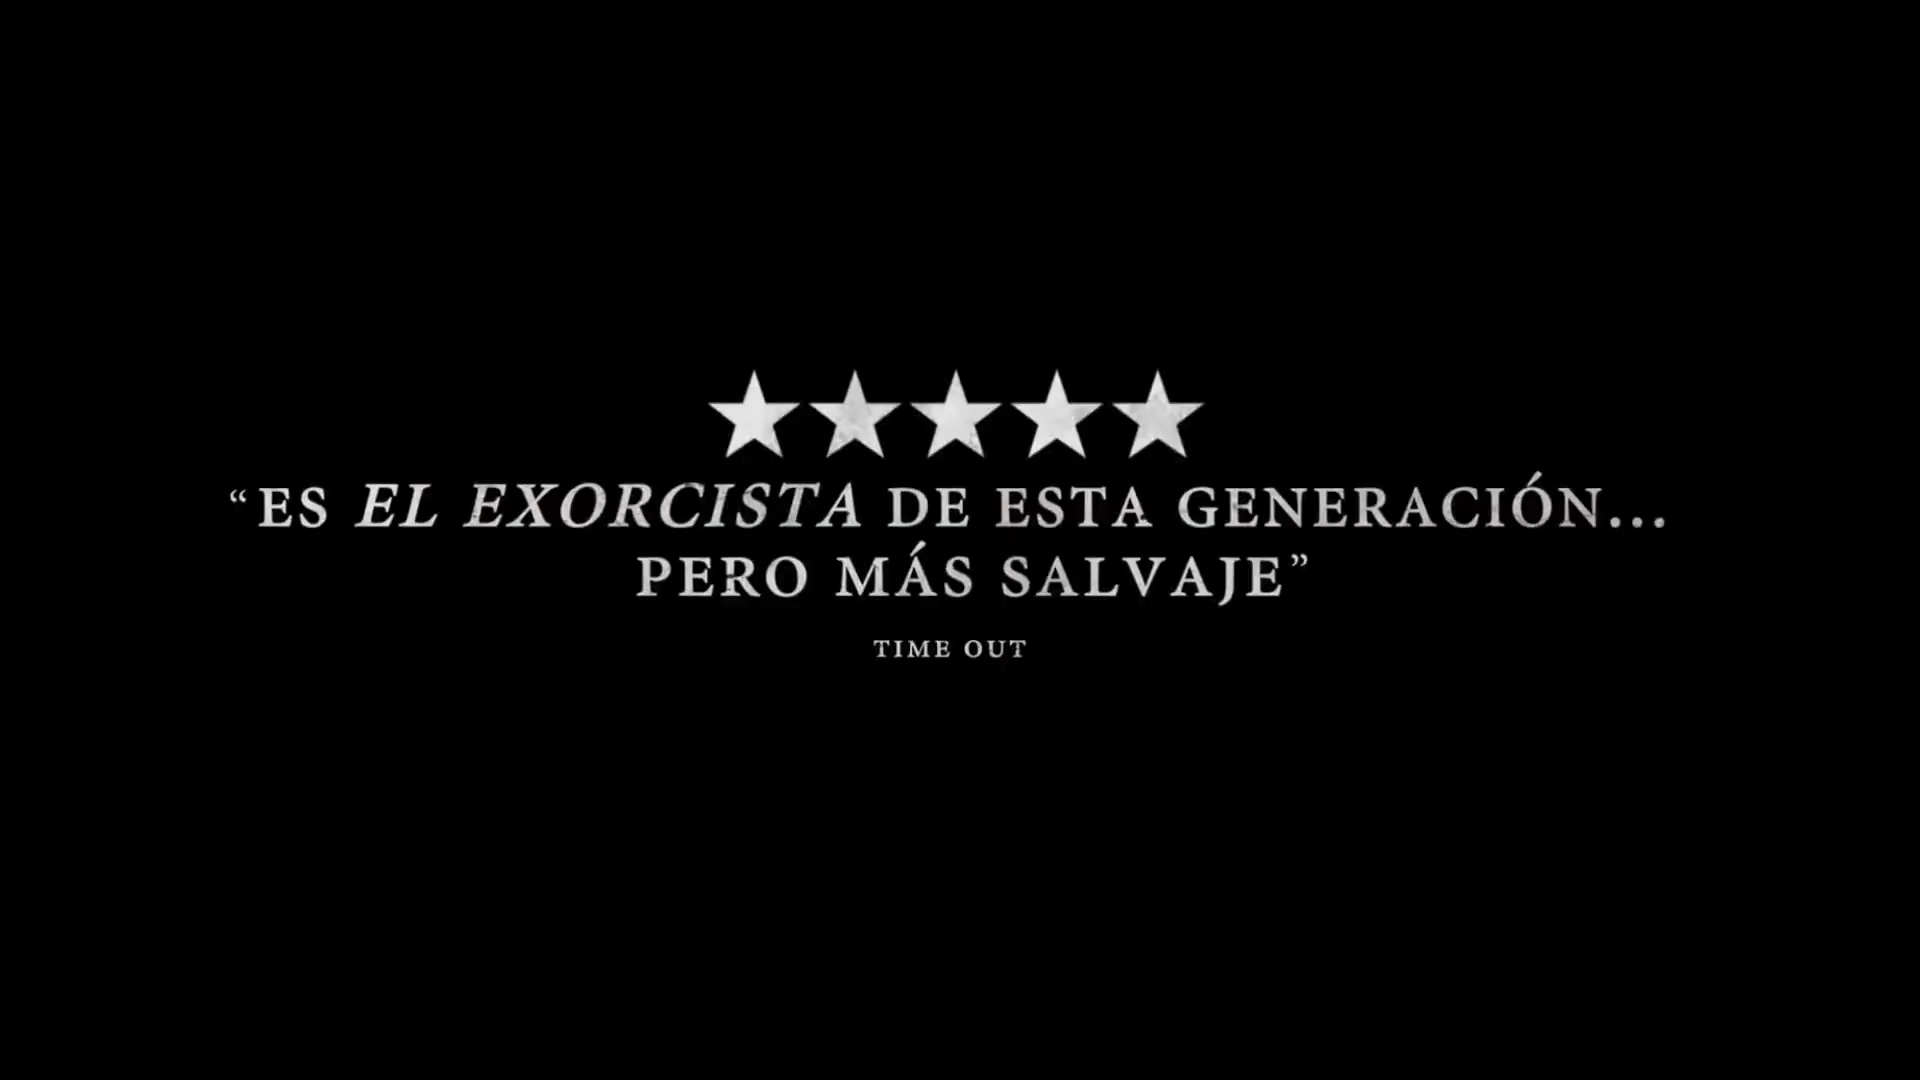 “ES EL EXORCISTA DE ESTA GENERACIÓN...
PERO MÁS SALVAJE”
TIME OUT